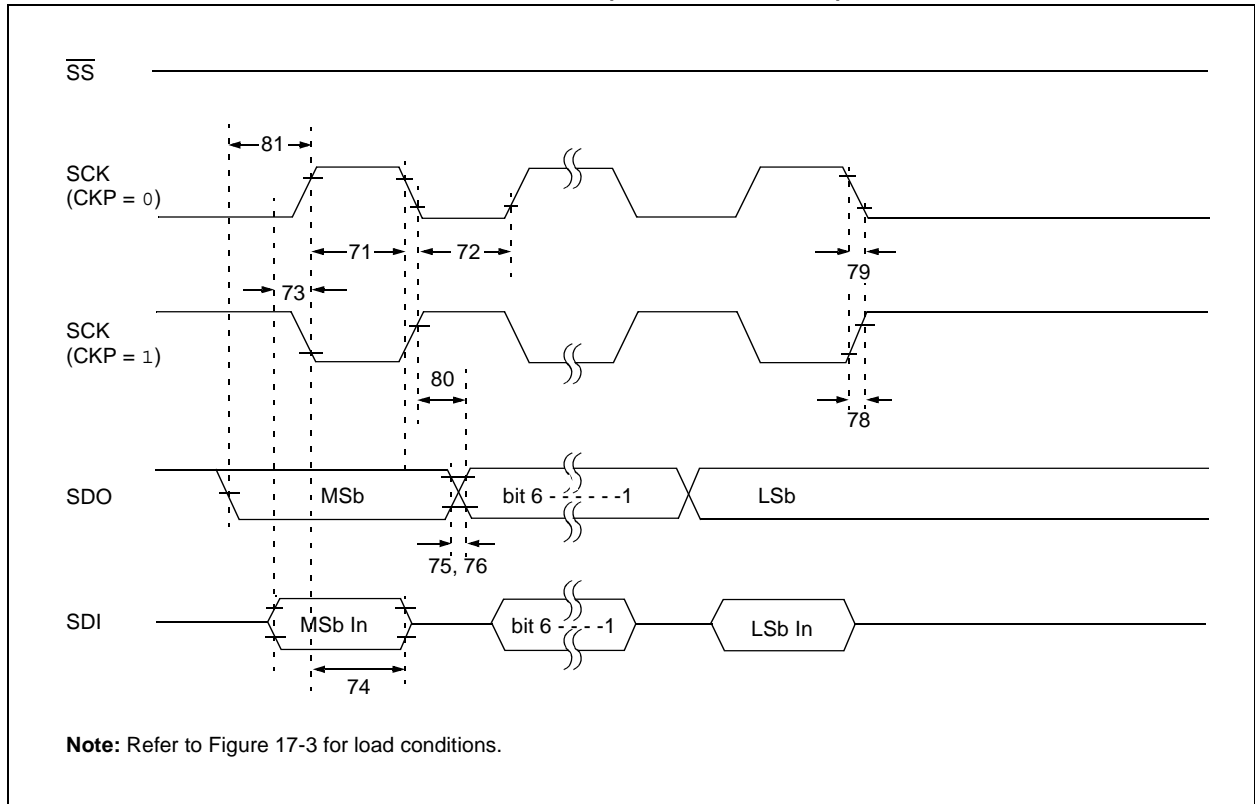 SS
81
SCK
(CKP = 0)
71
72
79
73
SCK
(CKP = 1)
80
78
SDO
MSb
bit 6 - - - - - - -1
LSb
75, 76
SDI
MSb In
bit 6 - - - - -1
LSb In
74
Note: Refer to Figure 17-3 for load conditions.